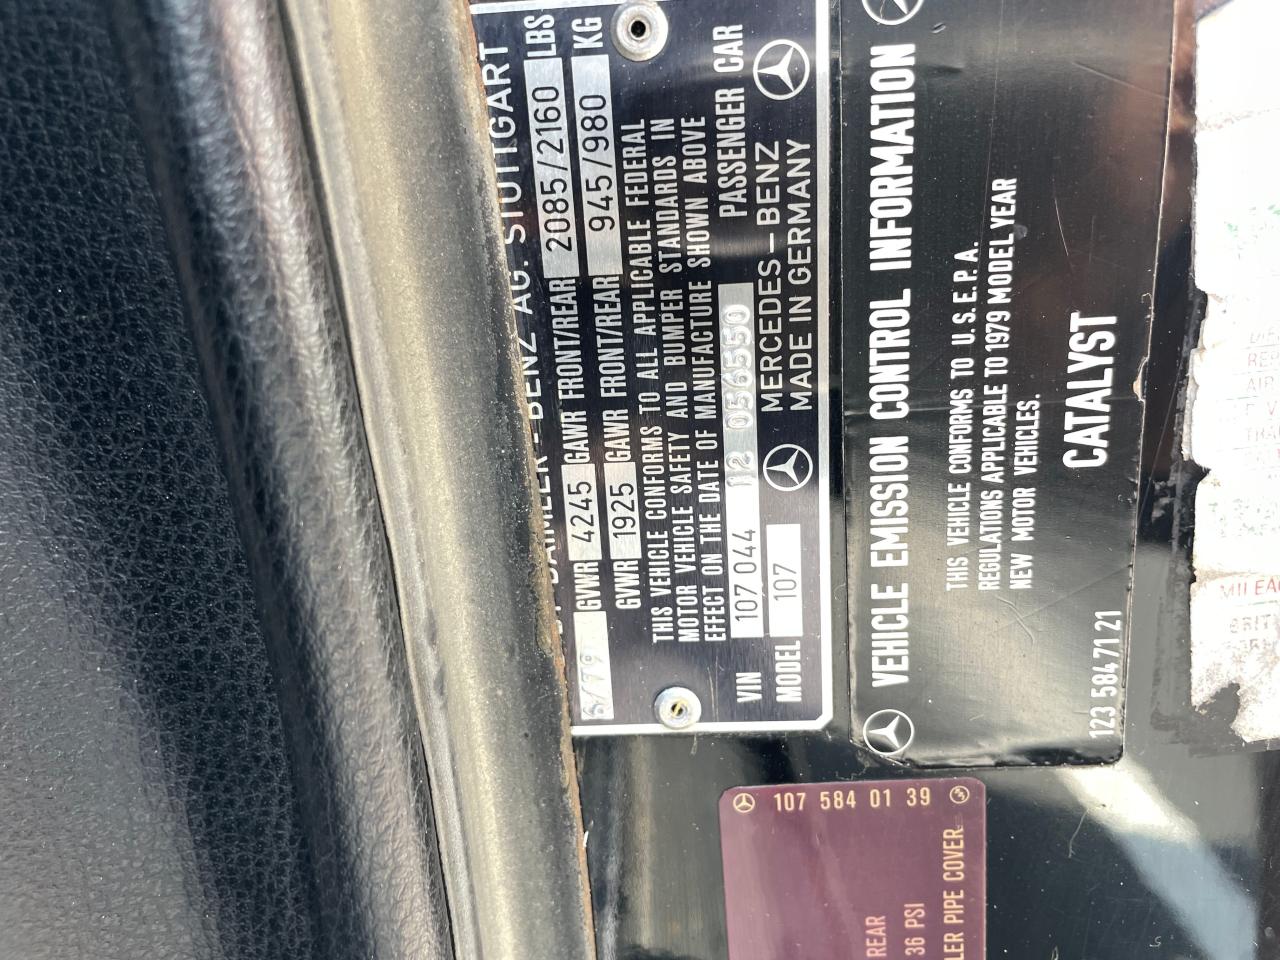 BY DAIMLER-BENZ AG. STUTTGART
6/79 GVWR 4245 GAWR FRONT/REAR 2085/2160 LBS
GVWR 1925 GAWR FRONT/REAR 945/980 KG
THIS VEHICLE CONFORMS TO ALL APPLICABLE FEDERAL
MOTOR VEHICLE SAFETY AND BUMPER STANDARDS IN
EFFECT ON THE DATE OF MANUFACTURE SHOWN ABOVE
VIN 107 044 12 056550 PASSENGER CAR
MODEL 107 MERCEDES-BENZ
MADE IN GERMANY
VEHICLE EMISSION CONTROL INFORMATION
THIS VEHICLE CONFORMS TO U.S.E.P.A.
REGULATIONS APPLICABLE TO 1979 MODEL YEAR
NEW MOTOR VEHICLES.
CATALYST
123 584 71 21
107 584 01 39
REAR
36 PSI
LER PIPE COVER.